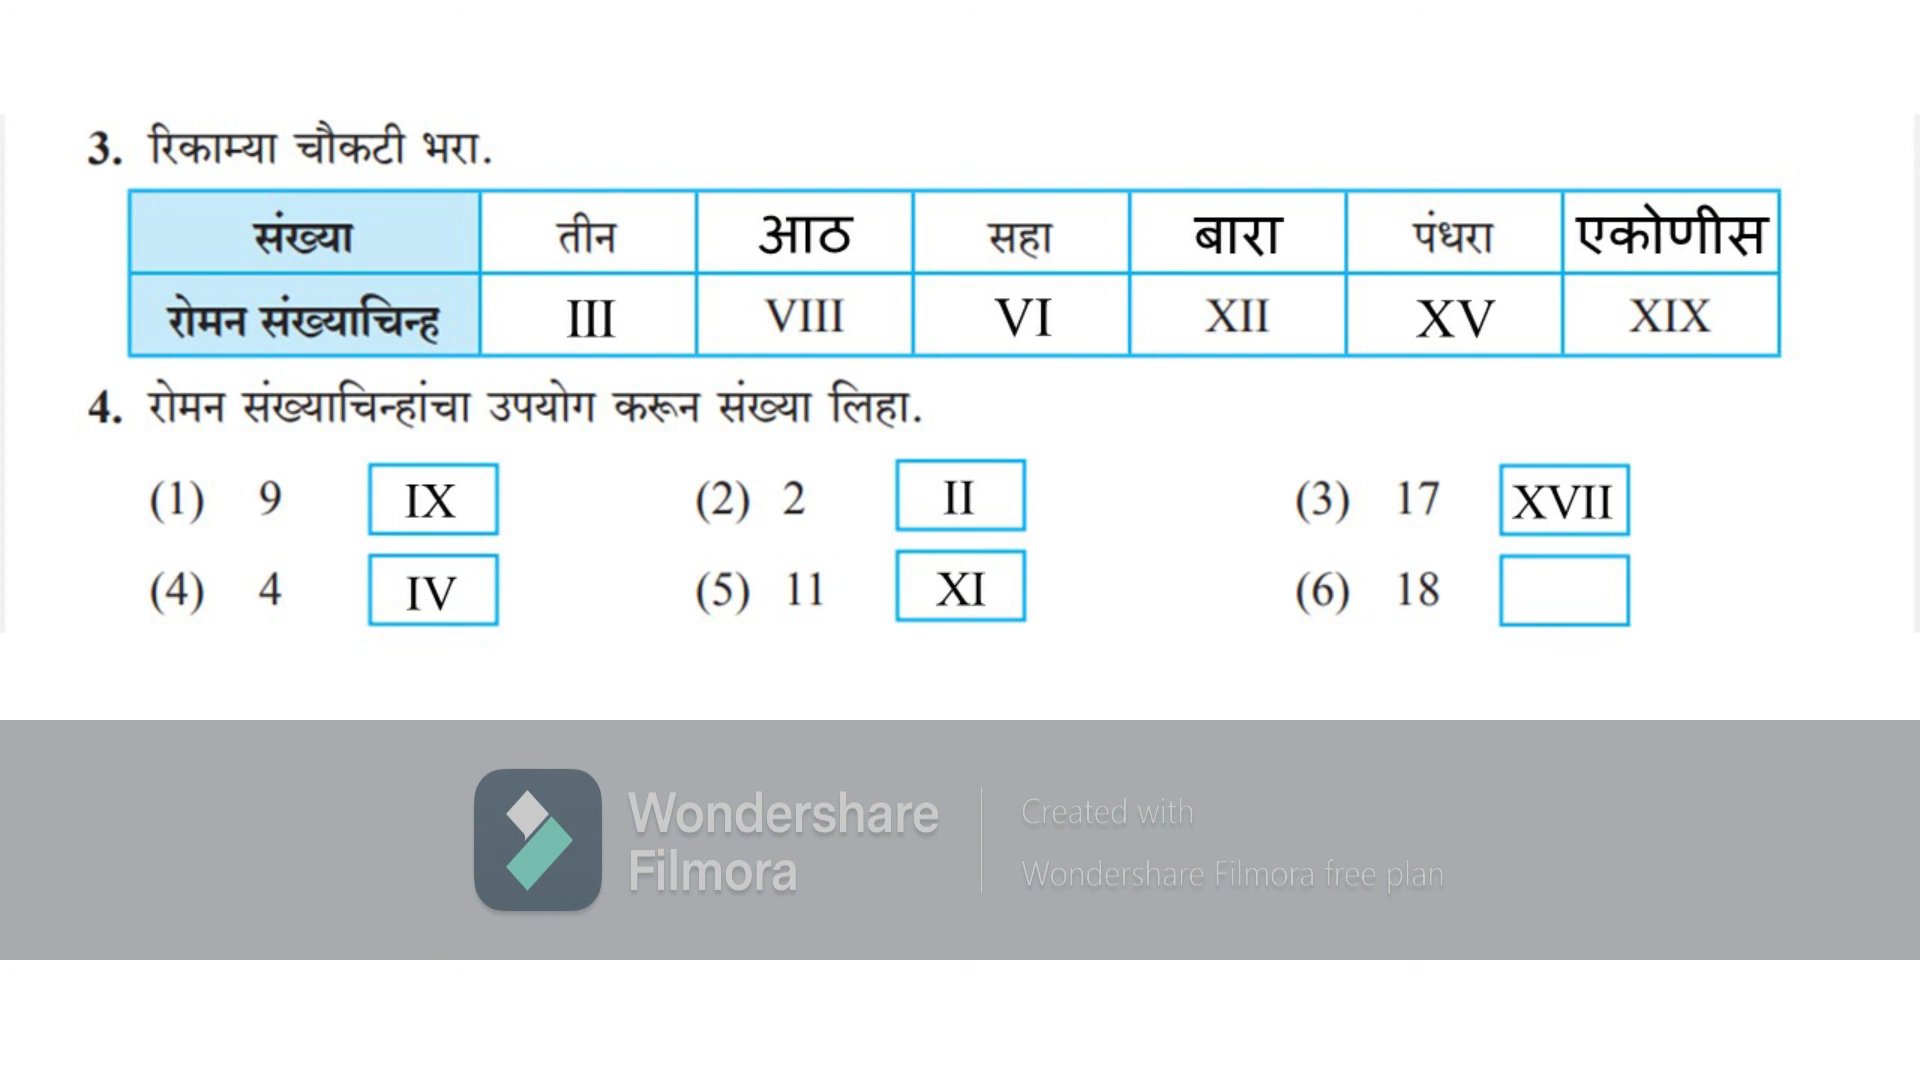 3. रिकाम्या चौकटी भरा.
संख्या तीन आठ सहा बारा पंधरा एकोणीस
रोमन संख्याचिन्ह III VIII VI XII XV XIX
4. रोमन संख्याचिन्हांचा उपयोग करून संख्या लिहा.
(1) 9 IX (2) 2 II (3) 17 XVII
(4) 4 IV (5) 11 XI (6) 18
Wondershare
Filmora
Created with
Wondershare Filmora free plan